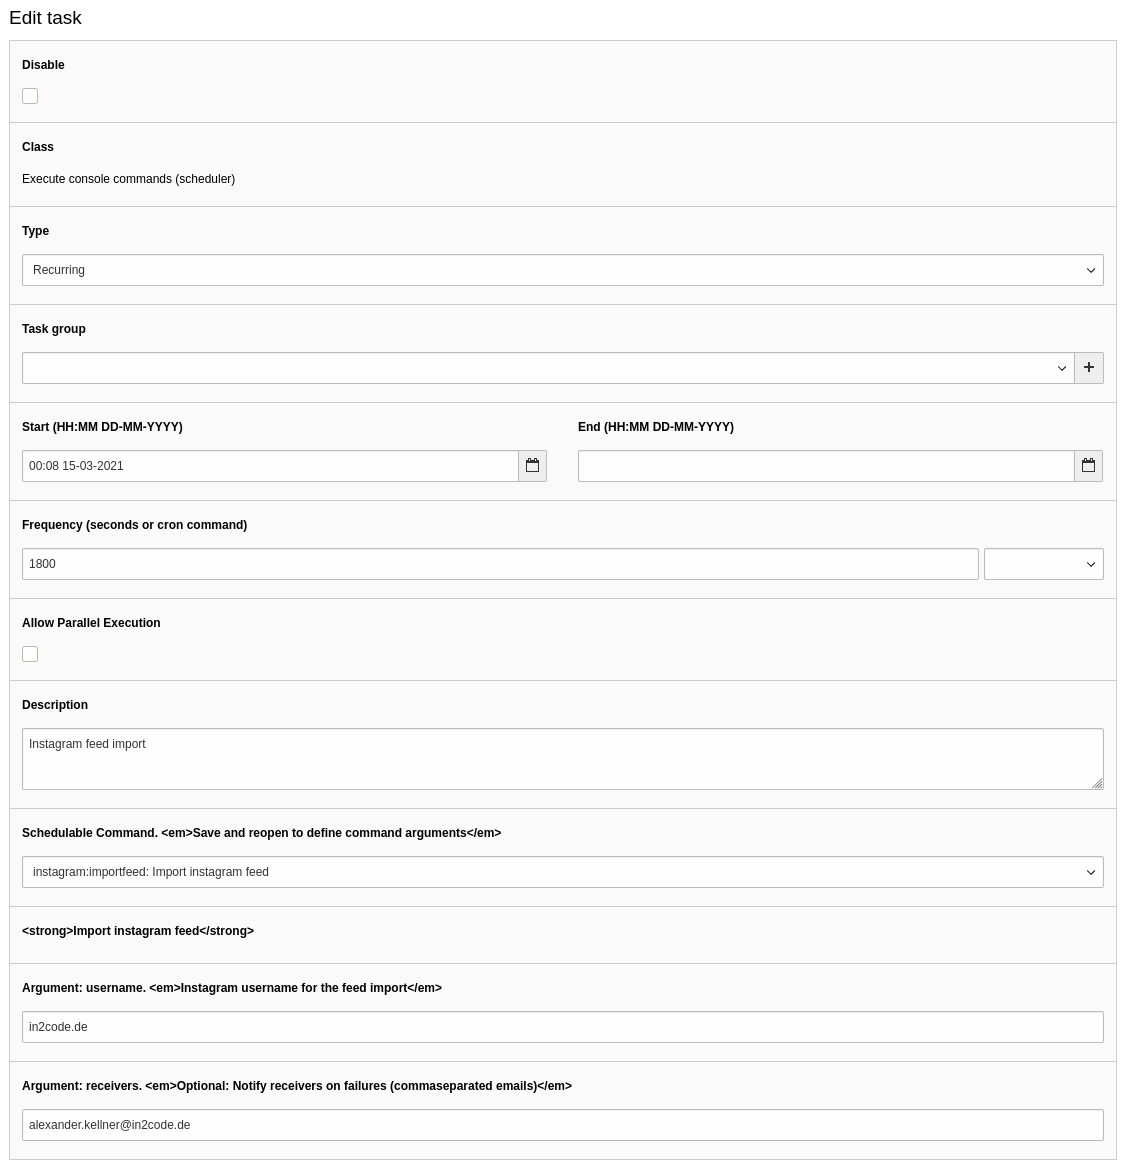 Edit task
Disable
Class
Execute console commands (scheduler)
Type
Recurring
Task group
Start (HH:MM DD-MM-YYYY)
End (HH:MM DD-MM-YYYY)
00:08 15-03-2021
Frequency (seconds or cron command)
1800
Allow Parallel Execution
Description
Instagram feed import
Schedulable Command. <em>Save and reopen to define command arguments</em>
instagram:importfeed: Import instagram feed
<strong>Import instagram feed</strong>
Argument: username. <em>Instagram username for the feed import</em>
in2code.de
Argument: receivers. <em>Optional: Notify receivers on failures (commaseparated emails)</em>
alexander.kellner@in2code.de